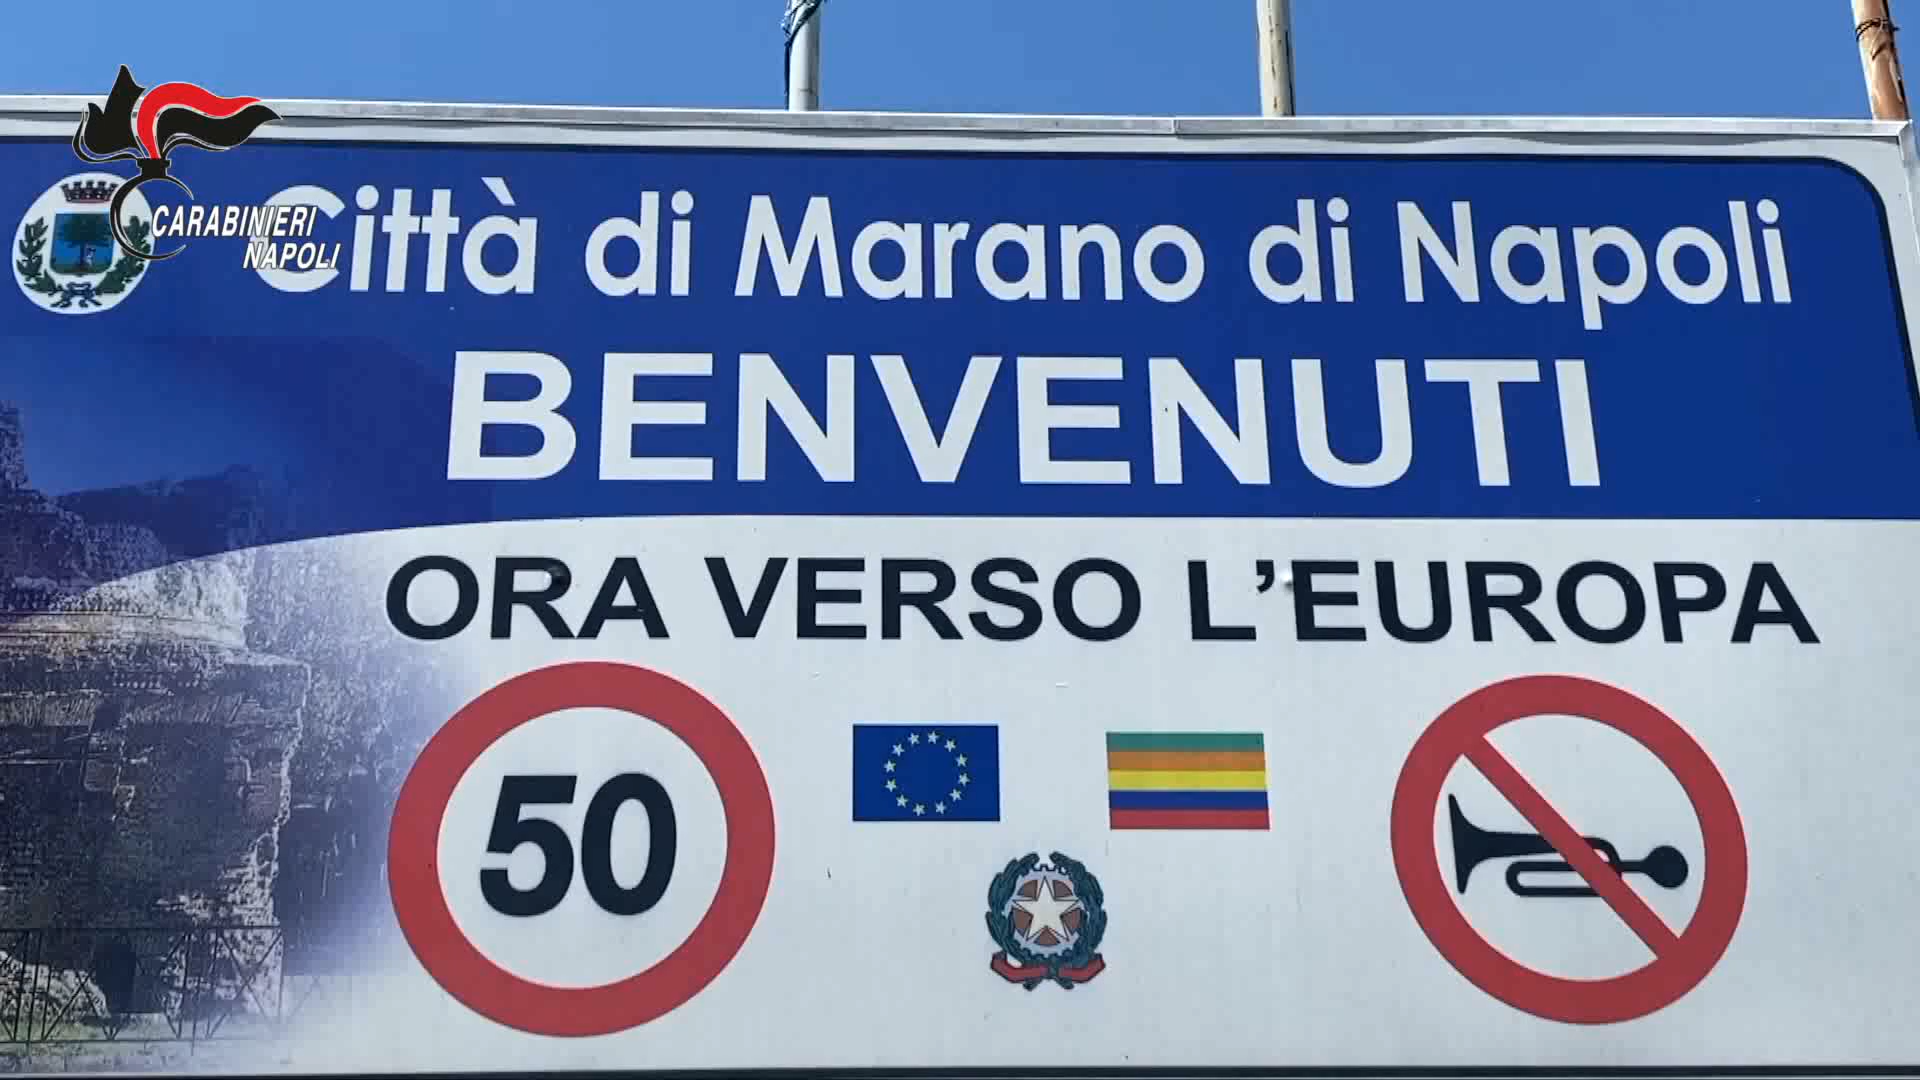 CARABINIERI
NAPOLI
Città di Marano di Napoli
BENVENUTI
ORA VERSO L'EUROPA
50